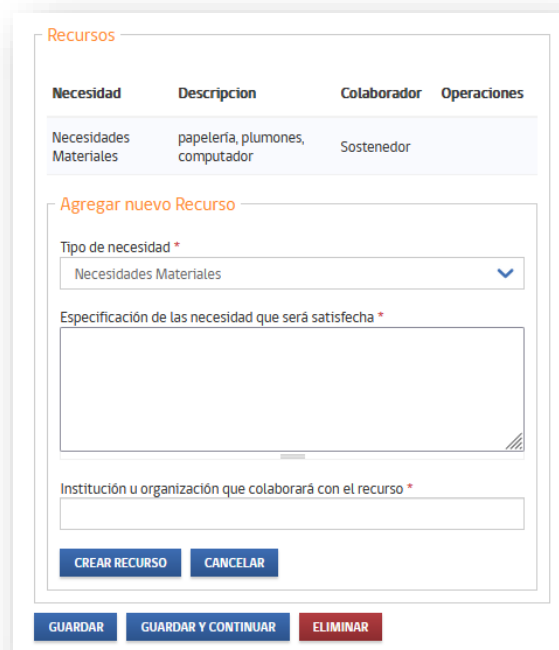 Recursos
Necesidad Descripcion Colaborador Operaciones
Necesidades Materiales papelería, plumones, computador Sostenedor
Agregar nuevo Recurso
Tipo de necesidad *
Necesidades Materiales
Especificación de las necesidad que será satisfecha *
Institución u organización que colaborará con el recurso *
CREAR RECURSO CANCELAR
GUARDAR GUARDAR Y CONTINUAR ELIMINAR